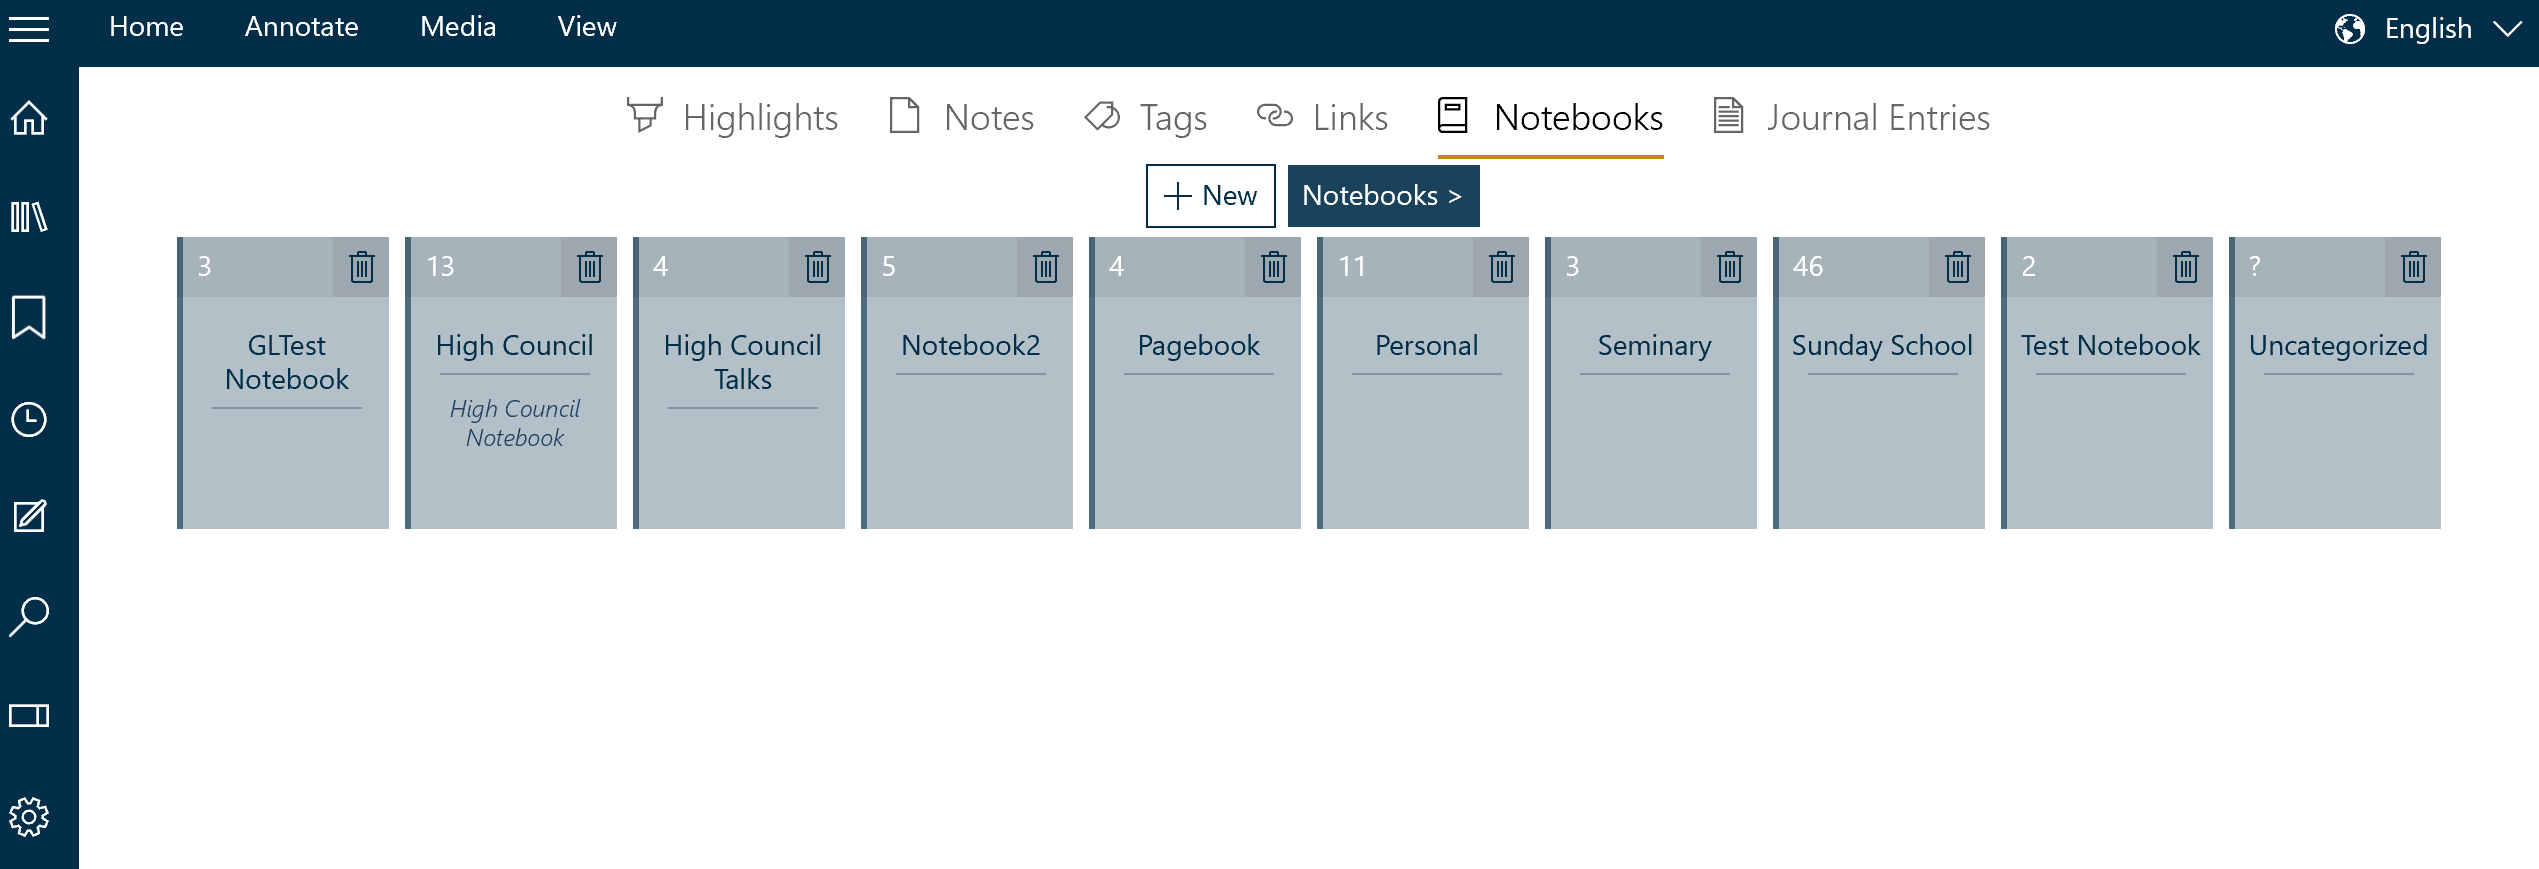 Home Annotate Media View English
Highlights Notes Tags Links Notebooks Journal Entries
New Notebooks >
3 13 4 5 4 11 3 46 2 ?
GLTest
Notebook
High Council
High Council
Notebook
High Council
Talks
Notebook2
Pagebook
Personal
Seminary
Sunday School
Test Notebook
Uncategorized